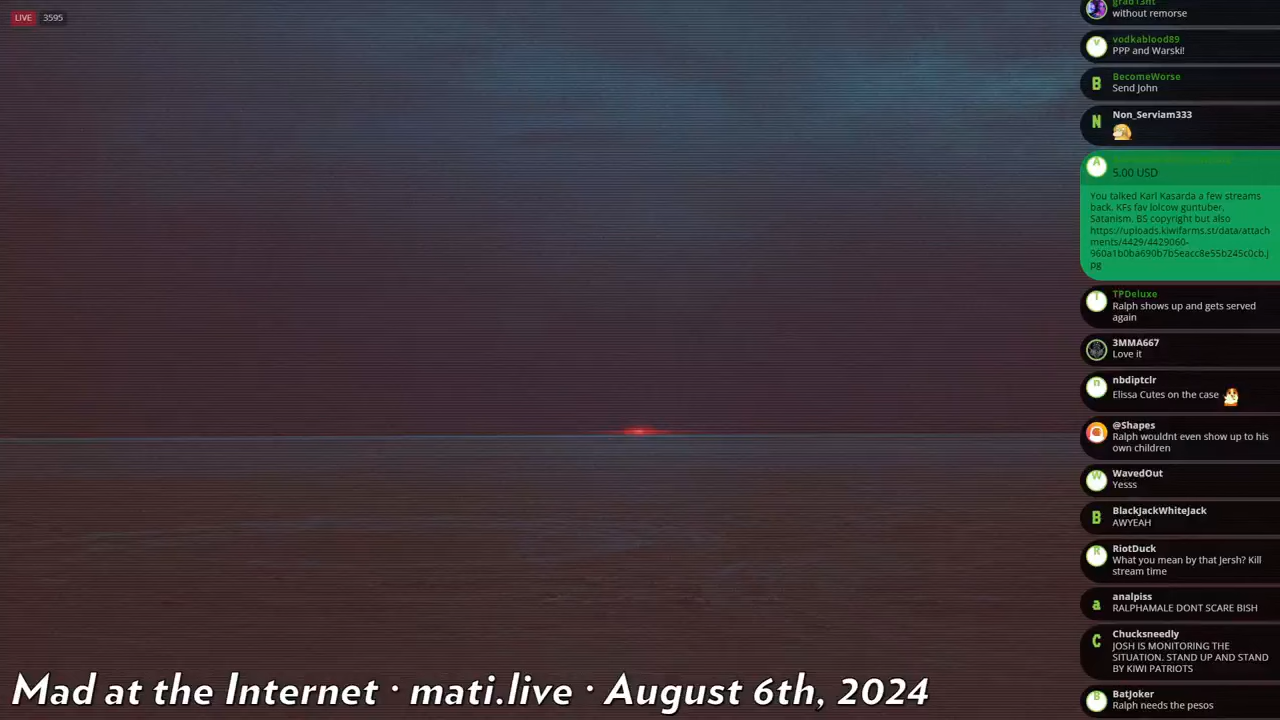 LIVE 3595
grad13nt
without remorse
vodkablood89
PPP and Warski!
BecomeWorse
Send John
Non_Serviam333
5.00 USD
You talked Karl Kasarda a few streams
back. KFs fav lolcow guntuber,
Satanism. BS copyright but also
https://uploads.kiwifarms.st/data/attach
ments/4429/4429060-
960a1b0ba690b7b5eacc8e55b245c0cb.j
pg
TPDeluxe
Ralph shows up and gets served
again
3MMA667
Love it
nbdiptclr
Elissa Cutes on the case
@Shapes
Ralph wouldnt even show up to his
own children
WavedOut
Yesss
BlackJackWhiteJack
AWYEAH
RiotDuck
What you mean by that Jersh? Kill
stream time
analpiss
RALPHAMALE DONT SCARE BISH
Chucksneedly
JOSH IS MONITORING THE
SITUATION. STAND UP AND STAND
BY KIWI PATRIOTS
BatJoker
Ralph needs the pesos
Mad at the Internet · mati.live · August 6th, 2024